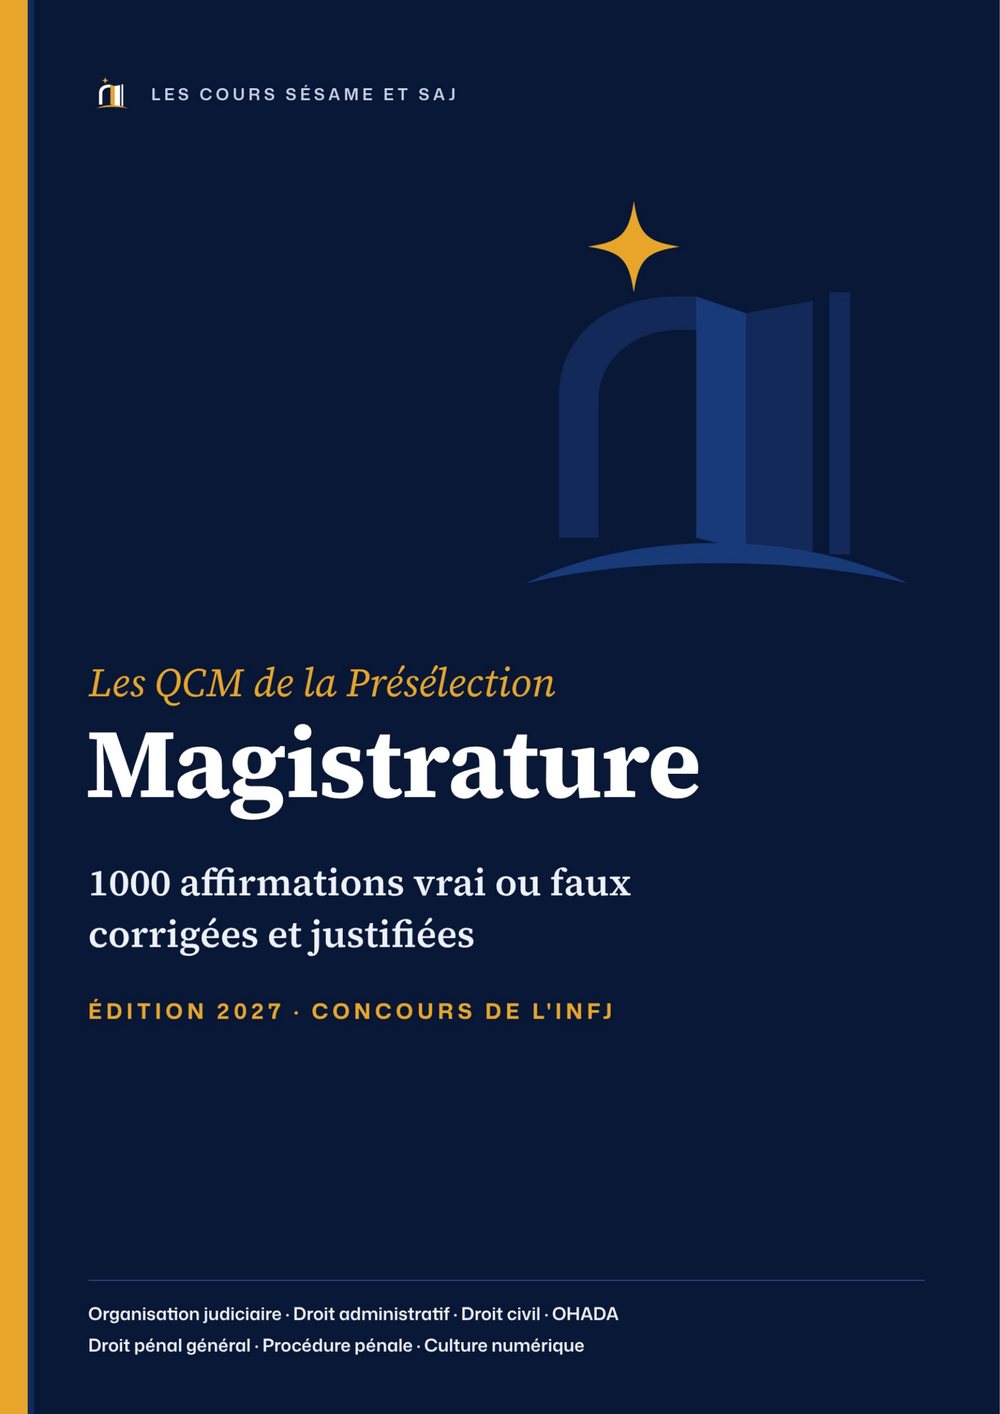 LES COURS SÉSAME ET SAJ
Les QCM de la Présélection
Magistrature
1000 affirmations vrai ou faux
corrigées et justifiées
ÉDITION 2027 · CONCOURS DE L'INFJ
Organisation judiciaire · Droit administratif · Droit civil · OHADA
Droit pénal général · Procédure pénale · Culture numérique